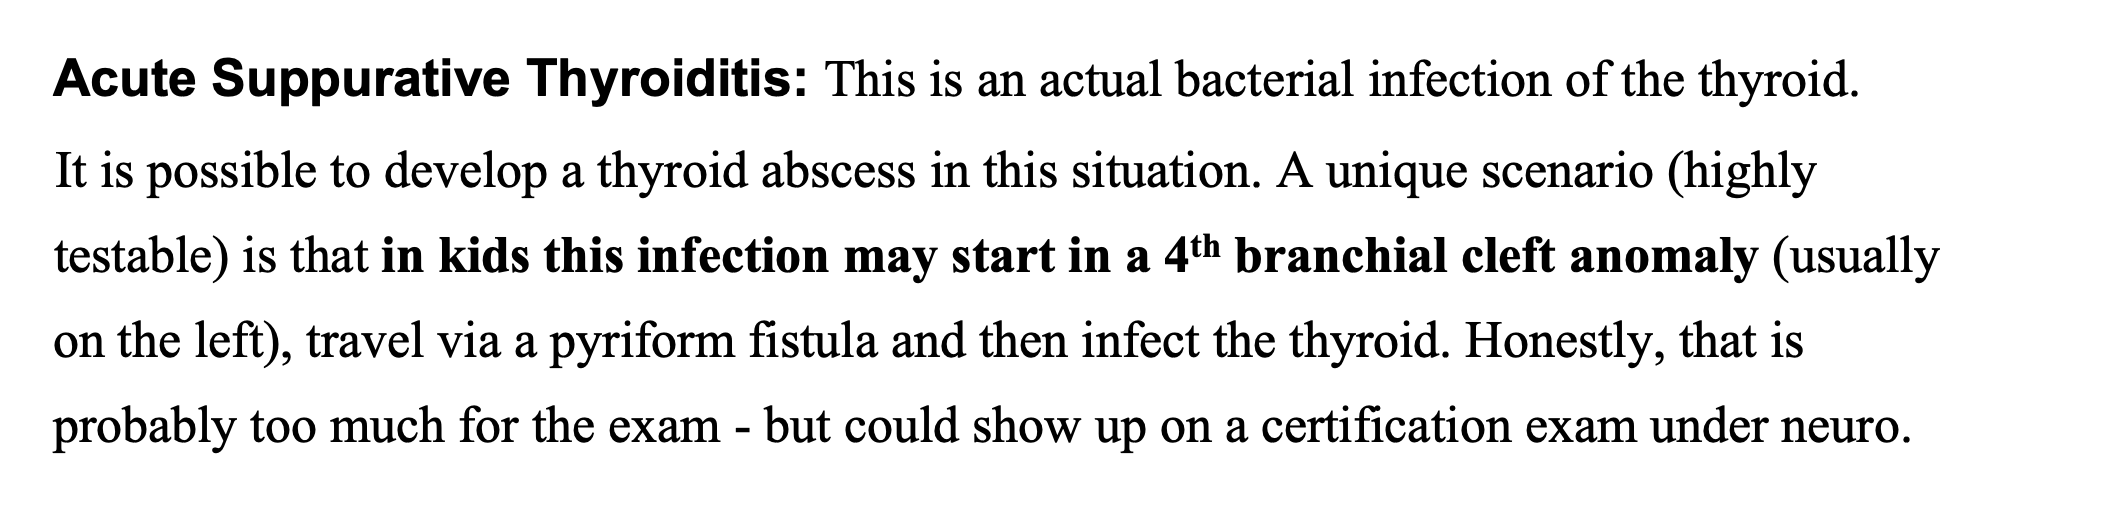 Acute Suppurative Thyroiditis: This is an actual bacterial infection of the thyroid.
It is possible to develop a thyroid abscess in this situation. A unique scenario (highly
testable) is that in kids this infection may start in a 4th branchial cleft anomaly (usually
on the left), travel via a pyriform fistula and then infect the thyroid. Honestly, that is
probably too much for the exam - but could show up on a certification exam under neuro.